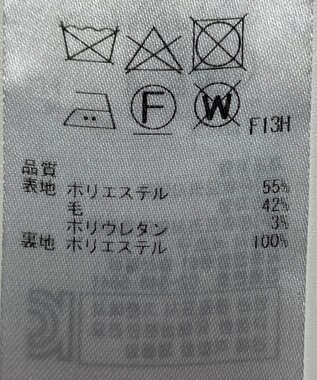 F
W
F13H
品質
表地 ポリエステル 55%
毛 42%
ポリウレタン 3%
裏地 ポリエステル 100%